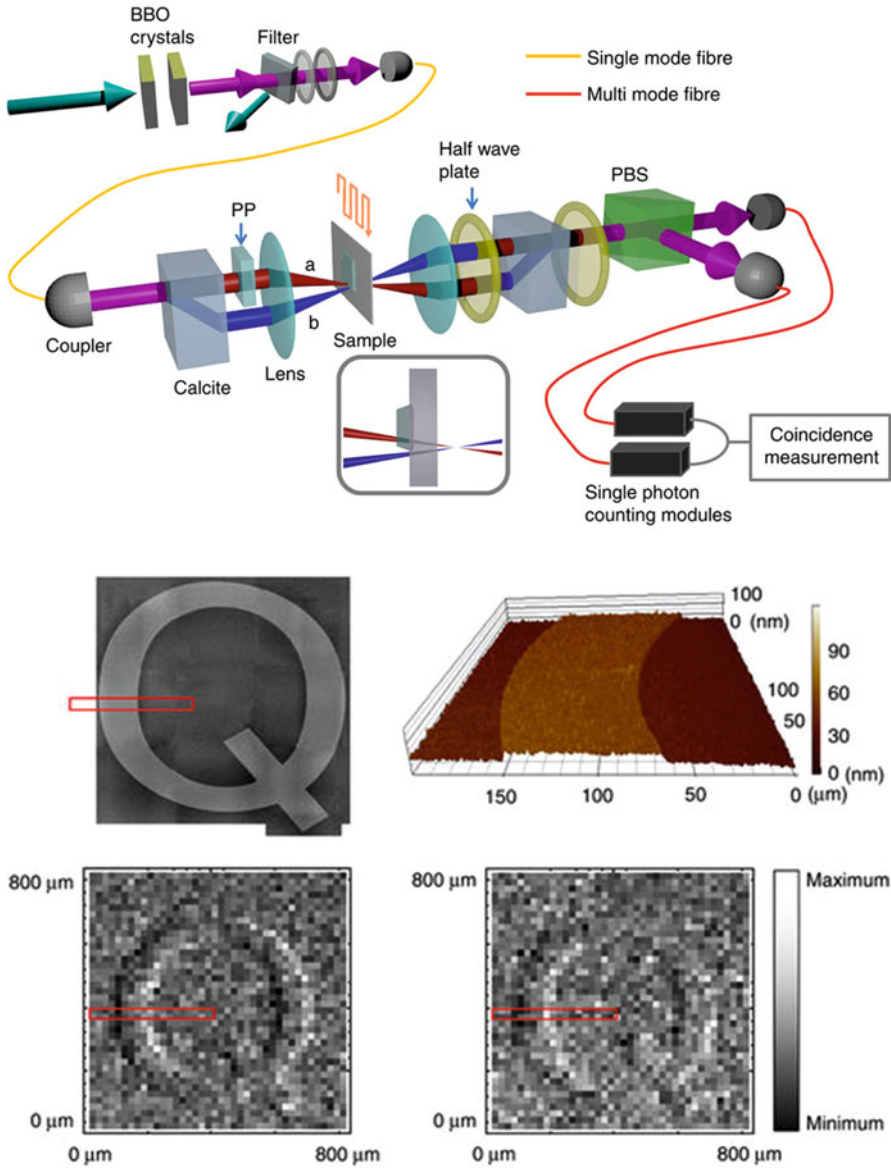 BBO
crystals
Filter
Single mode fibre
Multi mode fibre
Half wave
plate
PBS
PP
a
b
Coupler
Calcite
Lens
Sample
Coincidence
measurement
Single photon
counting modules
Q
100
0 (nm)
90
60
30
0 (nm)
100
50
150
100
50
0 (µm)
800 µm
0 µm
0 µm
800 µm
800 µm
0 µm
0 µm
800 µm
Maximum
Minimum